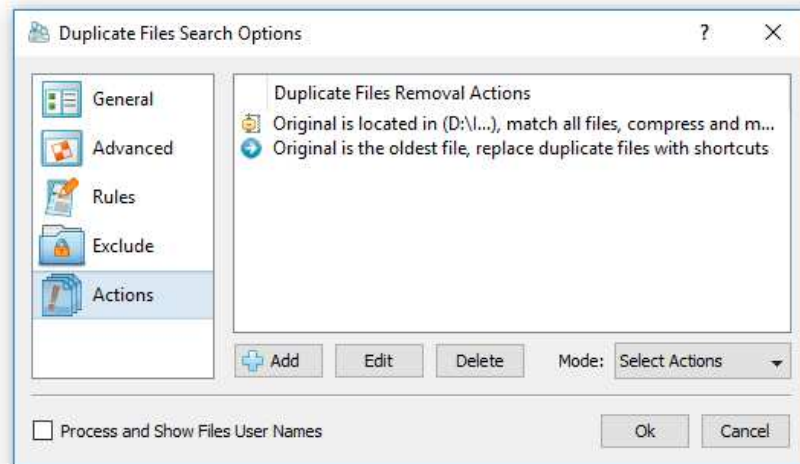 Duplicate Files Search Options
?
General
Advanced
Rules
Exclude
Actions
Duplicate Files Removal Actions
Original is located in (D:\I...), match all files, compress and m...
Original is the oldest file, replace duplicate files with shortcuts
Add
Edit
Delete
Mode:
Select Actions
Process and Show Files User Names
Ok
Cancel